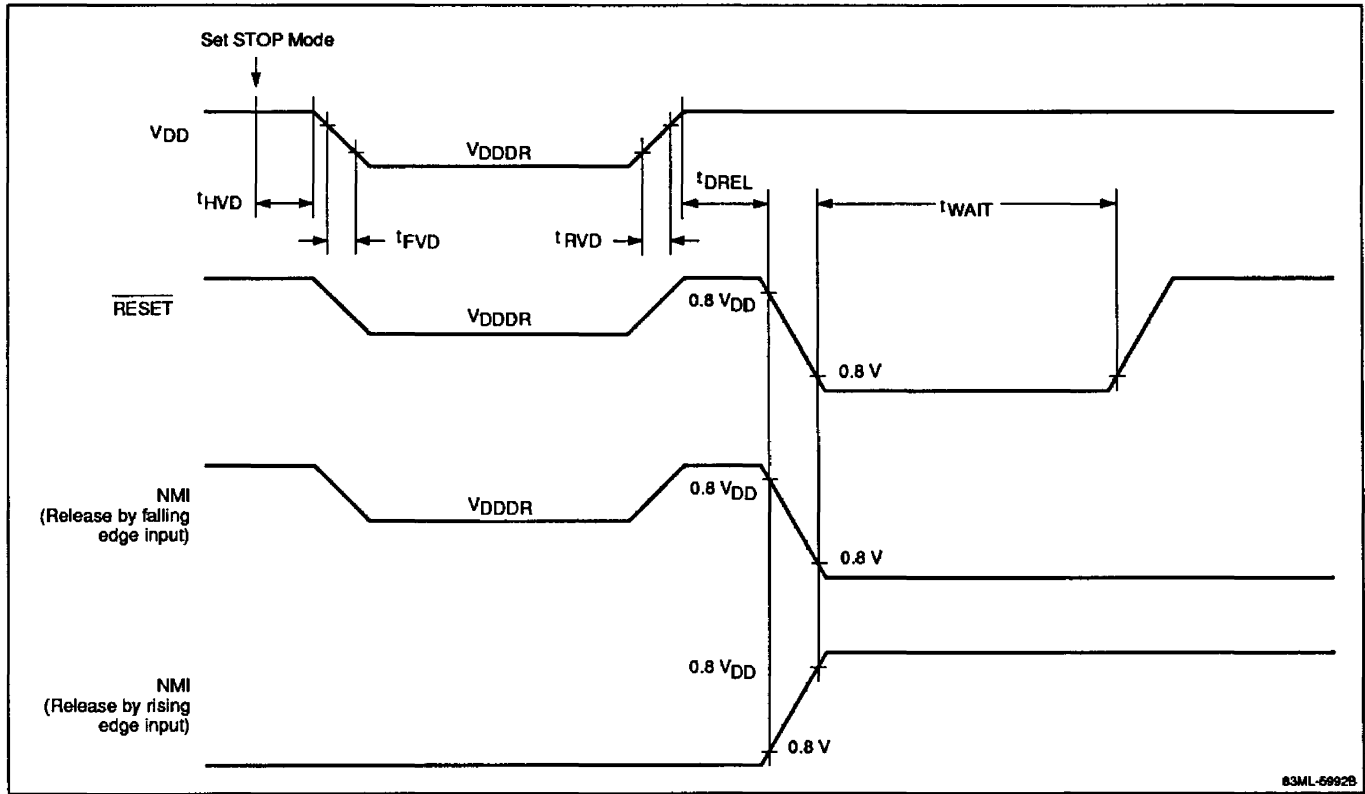 Set STOP Mode
VDD
VDDDR
tHVD
tFVD
tRVD
tDREL
tWAIT
RESET
VDDDR
0.8 VDD
0.8 V
NMI
(Release by falling
edge input)
VDDDR
0.8 VDD
0.8 V
NMI
(Release by rising
edge input)
0.8 VDD
0.8 V
83ML-5992B